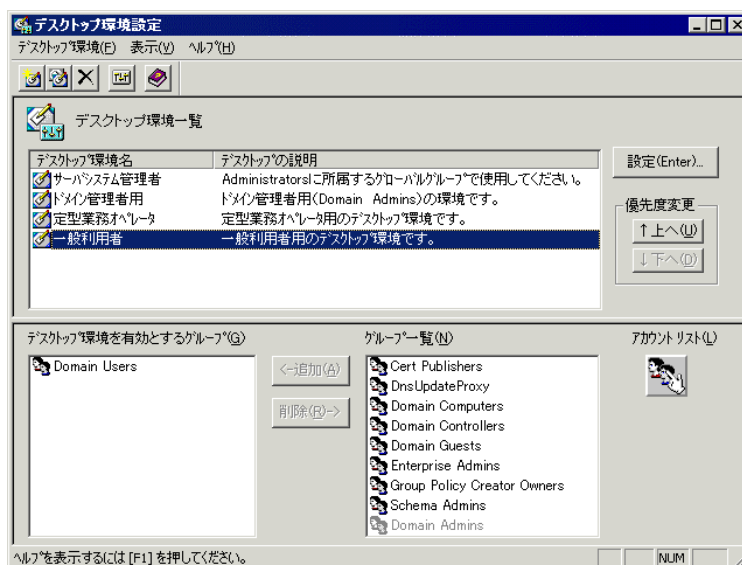 デスクトップ環境設定
デスクトップ環境(E) 表示(V) ヘルプ(H)
デスクトップ環境一覧
デスクトップ環境名 デスクトップの説明
サーバシステム管理者 Administratorsに所属するグローバルグループで使用してください。
ドメイン管理者用 ドメイン管理者用(Domain Admins)の環境です。
定型業務オペレータ 定型業務オペレータ用のデスクトップ環境です。
一般利用者 一般利用者用のデスクトップ環境です。
設定(Enter)...
優先度変更
↑上へ(U)
↓下へ(D)
デスクトップ環境を有効とするグループ(G)
Domain Users
<-追加(A)
削除(R)->
グループ一覧(N)
Cert Publishers
DnsUpdateProxy
Domain Computers
Domain Controllers
Domain Guests
Enterprise Admins
Group Policy Creator Owners
Schema Admins
Domain Admins
アカウント リスト(L)
ヘルプを表示するには [F1] を押してください。
NUM